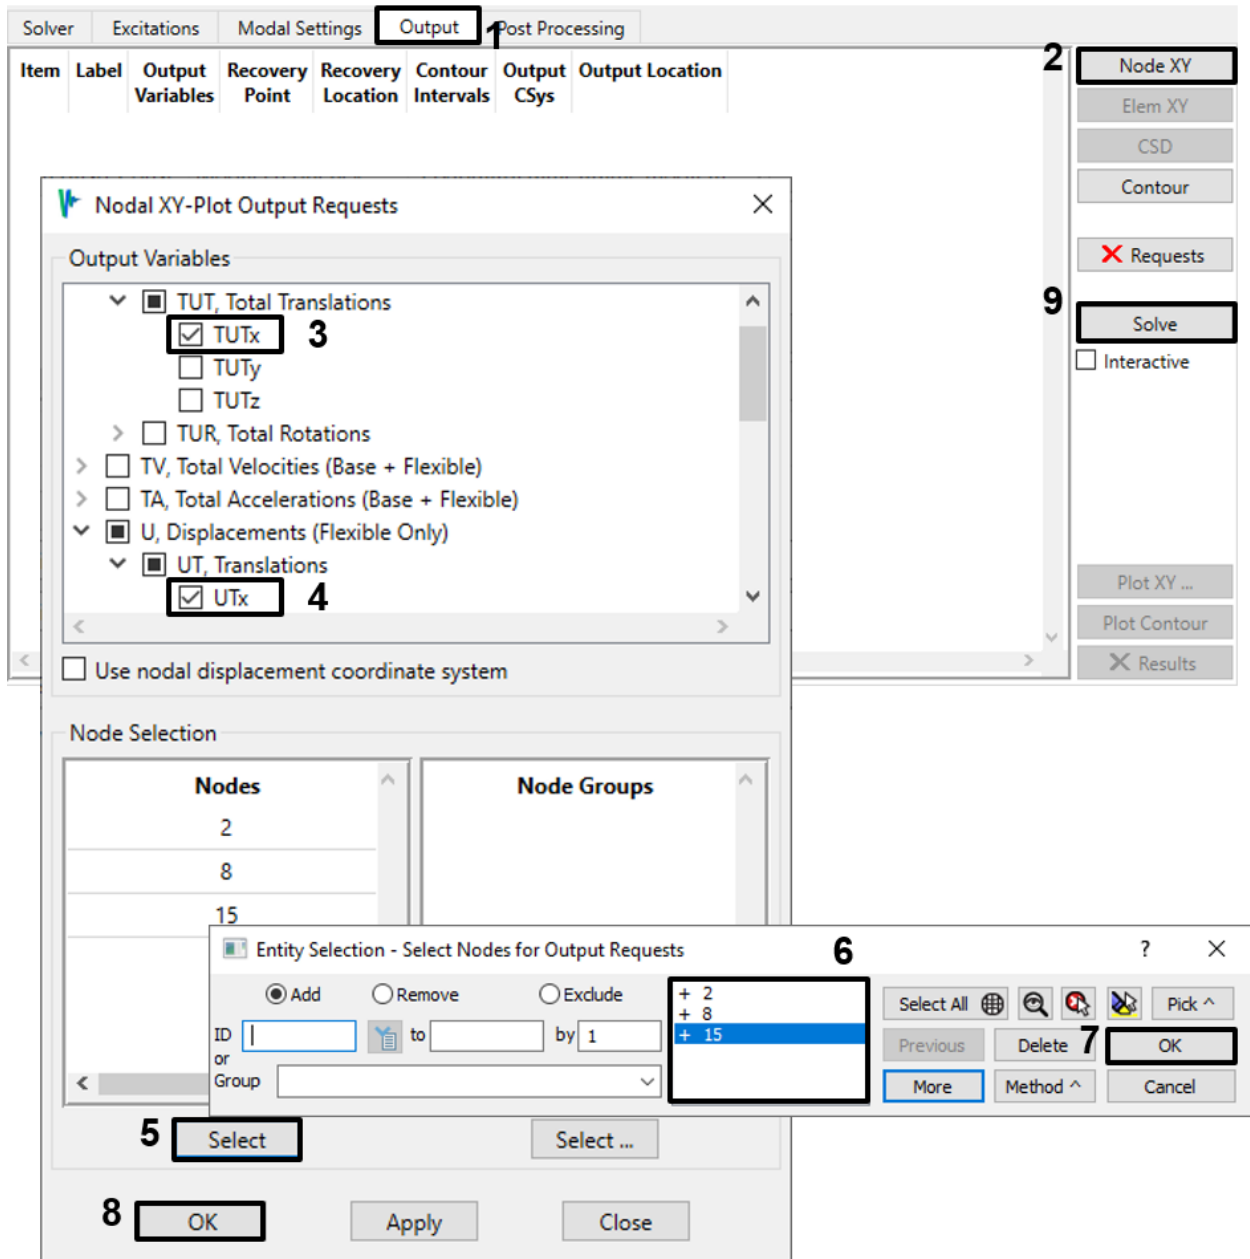 Solver Excitations Modal Settings Output 1 Post Processing
Item Label Output Variables Recovery Point Recovery Location Contour Intervals Output CSys Output Location
2 Node XY
Elem XY
CSD
Contour
Requests
9 Solve
Interactive
Plot XY ...
Plot Contour
Results
Nodal XY-Plot Output Requests
Output Variables
TUT, Total Translations
TUTx 3
TUTy
TUTz
TUR, Total Rotations
TV, Total Velocities (Base + Flexible)
TA, Total Accelerations (Base + Flexible)
U, Displacements (Flexible Only)
UT, Translations
UTx 4
Use nodal displacement coordinate system
Node Selection
Nodes Node Groups
2
8
15
Entity Selection - Select Nodes for Output Requests 6 ?
Add Remove Exclude
ID to by 1
or
Group
+ 2
+ 8
+ 15
Select All Pick ^
Previous Delete 7 OK
More Method ^ Cancel
5 Select Select ...
8 OK Apply Close